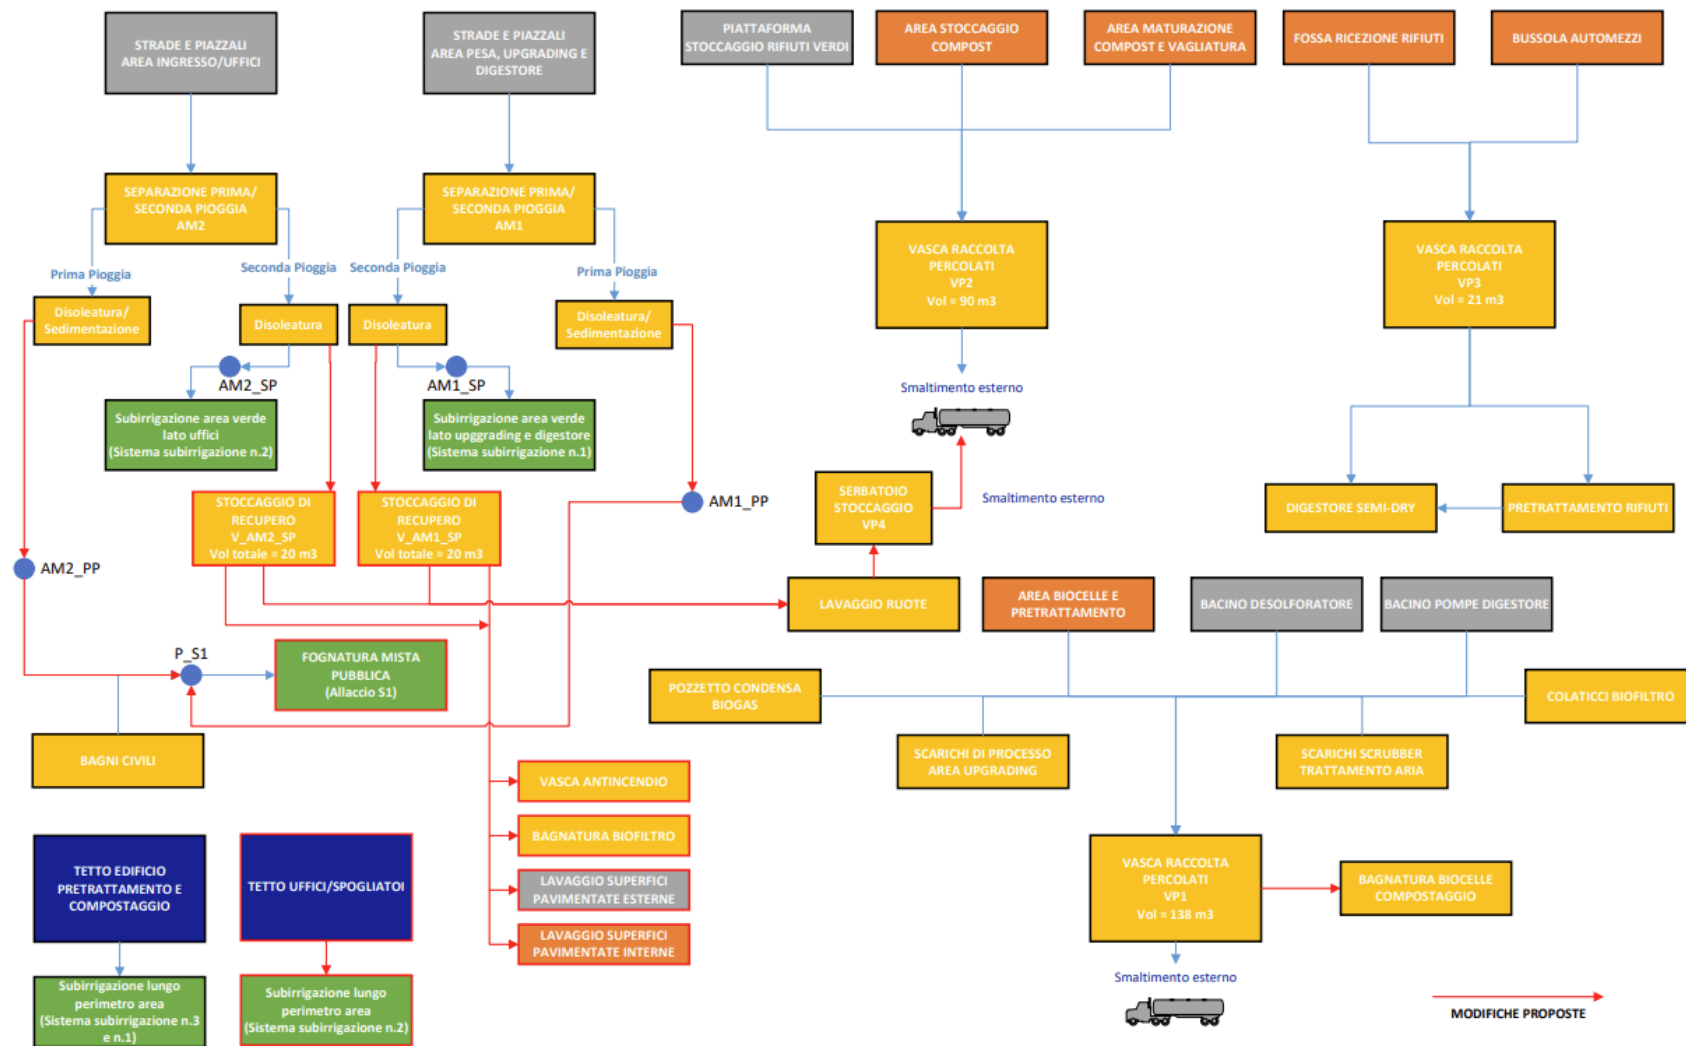 STRADE E PIAZZALI
AREA INGRESSO/UFFICI
STRADE E PIAZZALI
AREA PESA, UPGRADING E
DIGESTORE
PIATTAFORMA
STOCCAGGIO RIFIUTI VERDI
AREA STOCCAGGIO
COMPOST
AREA MATURAZIONE
COMPOST E VAGLIATURA
FOSSA RICEZIONE RIFIUTI
BUSSOLA AUTOMEZZI
SEPARAZIONE PRIMA/
SECONDA PIOGGIA
AM2
SEPARAZIONE PRIMA/
SECONDA PIOGGIA
AM1
Prima Pioggia
Seconda Pioggia
Seconda Pioggia
Prima Pioggia
VASCA RACCOLTA
PERCOLATI
VP2
Vol = 90 m3
VASCA RACCOLTA
PERCOLATI
VP3
Vol = 21 m3
Disoleatura/
Sedimentazione
Disoleatura
Disoleatura
Disoleatura/
Sedimentazione
AM2_SP
AM1_SP
Smaltimento esterno
Subirrigazione area verde
lato uffici
(Sistema subirrigazione n.2)
Subirrigazione area verde
lato upggrading e digestore
(Sistema subirrigazione n.1)
STOCCAGGIO DI
RECUPERO
V_AM2_SP
Vol totale = 20 m3
STOCCAGGIO DI
RECUPERO
V_AM1_SP
Vol totale = 20 m3
AM1_PP
SERBATOIO
STOCCAGGIO
VP4
Smaltimento esterno
DIGESTORE SEMI-DRY
PRETRATTAMENTO RIFIUTI
AM2_PP
LAVAGGIO RUOTE
AREA BIOCELLE E
PRETRATTAMENTO
BACINO DESOLFORATORE
BACINO POMPE DIGESTORE
P_S1
FOGNATURA MISTA
PUBBLICA
(Allaccio S1)
POZZETTO CONDENSA
BIOGAS
COLATICCI BIOFILTRO
BAGNI CIVILI
SCARICHI DI PROCESSO
AREA UPGRADING
SCARICHI SCRUBBER
TRATTAMENTO ARIA
VASCA ANTINCENDIO
BAGNATURA BIOFILTRO
LAVAGGIO SUPERFICI
PAVIMENTATE ESTERNE
LAVAGGIO SUPERFICI
PAVIMENTATE INTERNE
TETTO EDIFICIO
PRETRATTAMENTO E
COMPOSTAGGIO
TETTO UFFICI/SPOGLIATOI
VASCA RACCOLTA
PERCOLATI
VP1
Vol = 138 m3
BAGNATURA BIOCELLE
COMPOSTAGGIO
Subirrigazione lungo
perimetro area
(Sistema subirrigazione n.3
e n.1)
Subirrigazione lungo
perimetro area
(Sistema subirrigazione n.2)
Smaltimento esterno
MODIFICHE PROPOSTE